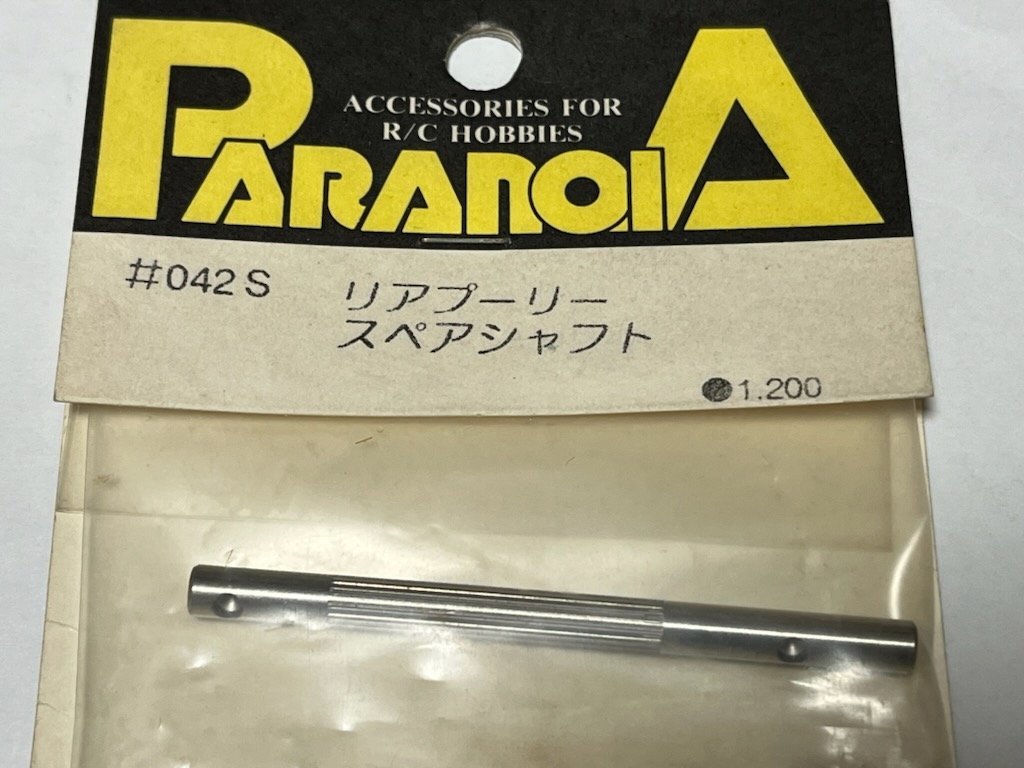 ACCESSORIES FOR
R/C HOBBIES
PARANOIA
#042S
リアプーリー
スペアシャフト
●1.200